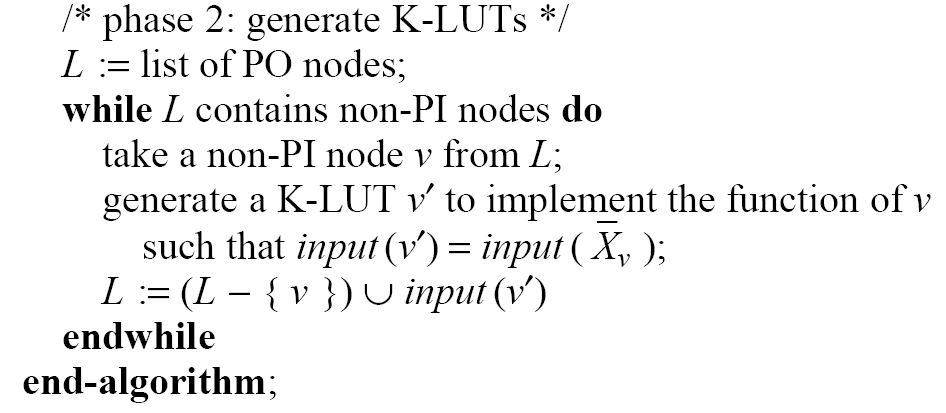 /* phase 2: generate K-LUTs */
L := list of PO nodes;
while L contains non-PI nodes do
take a non-PI node v from L;
generate a K-LUT v′ to implement the function of v
such that input(v′) = input( X̅ᵥ );
L := (L − { v }) ∪ input(v′)
endwhile
end-algorithm;